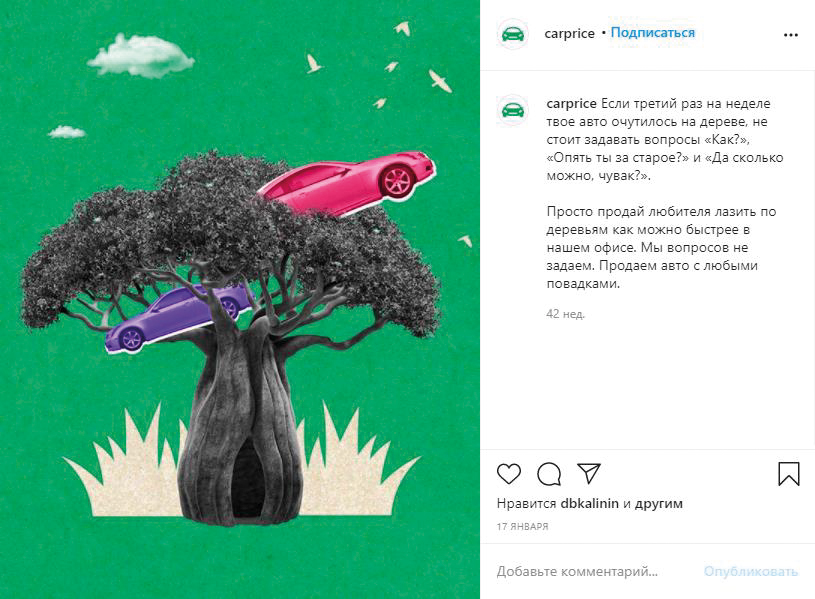 carprice • Подписаться
carprice Если третий раз на неделе
твое авто очутилось на дереве, не
стоит задавать вопросы «Как?»,
«Опять ты за старое?» и «Да сколько
можно, чувак?».
Просто продай любителя лазить по
деревьям как можно быстрее в
нашем офисе. Мы вопросов не
задаем. Продаем авто с любыми
повадками.
42 нед.
Нравится dbkalinin и другим
17 ЯНВАРЯ
Добавьте комментарий... Опубликовать